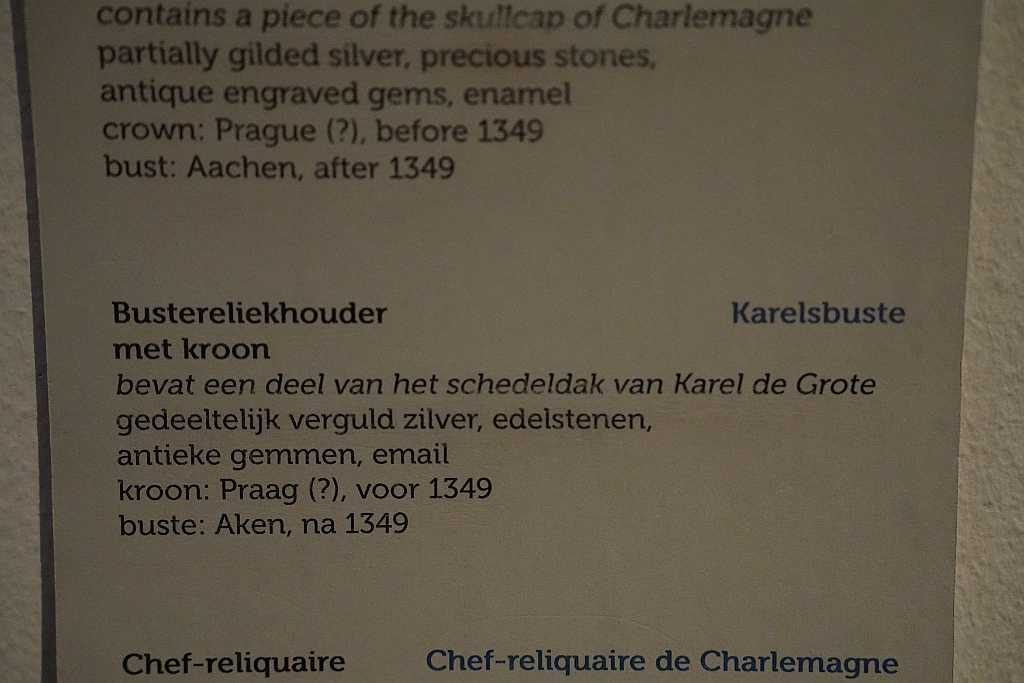 contains a piece of the skullcap of Charlemagne
partially gilded silver, precious stones,
antique engraved gems, enamel
crown: Prague (?), before 1349
bust: Aachen, after 1349
Bustereliekhouder Karelsbuste
met kroon
bevat een deel van het schedeldak van Karel de Grote
gedeeltelijk verguld zilver, edelstenen,
antieke gemmen, email
kroon: Praag (?), voor 1349
buste: Aken, na 1349
Chef-reliquaire Chef-reliquaire de Charlemagne